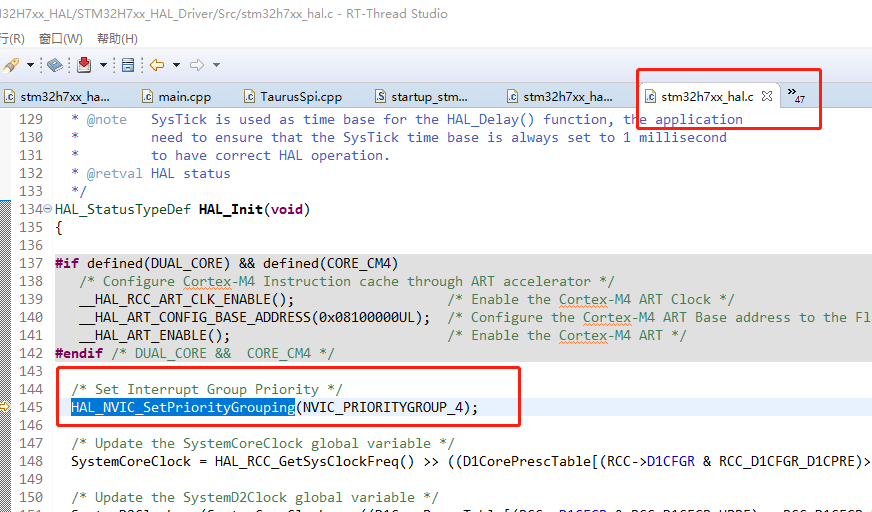 M32H7xx_HAL/STM32H7xx_HAL_Driver/Src/stm32h7xx_hal.c - RT-Thread Studio
行(R) 窗口(W) 帮助(H)
stm32h7xx_ha... main.cpp TaurusSpi.cpp startup_stm... stm32h7xx_ha... stm32h7xx_hal.c »47
129 * @note SysTick is used as time base for the HAL_Delay() function, the application
130 * need to ensure that the SysTick time base is always set to 1 millisecond
131 * to have correct HAL operation.
132 * @retval HAL status
133 */
134 HAL_StatusTypeDef HAL_Init(void)
135 {
136
137 #if defined(DUAL_CORE) && defined(CORE_CM4)
138 /* Configure Cortex-M4 Instruction cache through ART accelerator */
139 __HAL_RCC_ART_CLK_ENABLE(); /* Enable the Cortex-M4 ART Clock */
140 __HAL_ART_CONFIG_BASE_ADDRESS(0x08100000UL); /* Configure the Cortex-M4 ART Base address to the Fl
141 __HAL_ART_ENABLE(); /* Enable the Cortex-M4 ART */
142 #endif /* DUAL_CORE && CORE_CM4 */
143
144 /* Set Interrupt Group Priority */
145 HAL_NVIC_SetPriorityGrouping(NVIC_PRIORITYGROUP_4);
146
147 /* Update the SystemCoreClock global variable */
148 SystemCoreClock = HAL_RCC_GetSysClockFreq() >> ((D1CorePrescTable[(RCC->D1CFGR & RCC_D1CFGR_D1CPRE)>
149
150 /* Update the SystemD2Clock global variable */